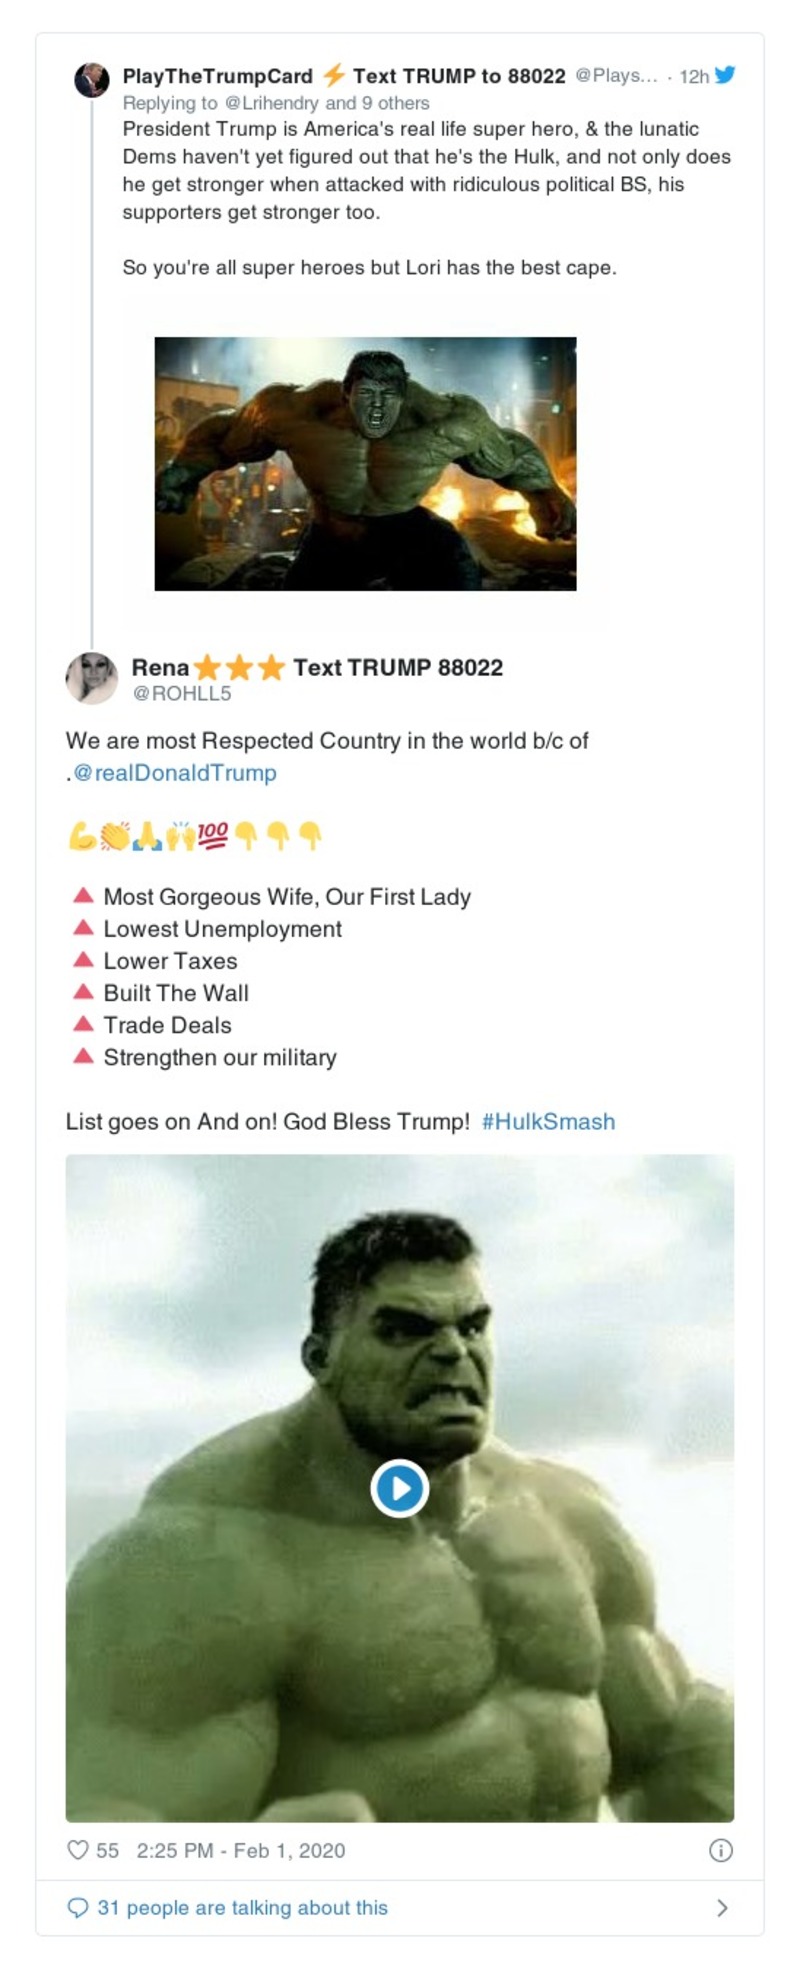 PlayTheTrumpCard ⚡ Text TRUMP to 88022 @Plays... · 12h
Replying to @Lrihendry and 9 others
President Trump is America's real life super hero, & the lunatic
Dems haven't yet figured out that he's the Hulk, and not only does
he get stronger when attacked with ridiculous political BS, his
supporters get stronger too.
So you're all super heroes but Lori has the best cape.
Rena⭐⭐⭐ Text TRUMP 88022
@ROHLL5
We are most Respected Country in the world b/c of
.@realDonaldTrump
💪👏🙏🙌💯👇👇👇
🔺Most Gorgeous Wife, Our First Lady
🔺Lowest Unemployment
🔺Lower Taxes
🔺Built The Wall
🔺Trade Deals
🔺Strengthen our military
List goes on And on! God Bless Trump! #HulkSmash
55 2:25 PM - Feb 1, 2020
31 people are talking about this